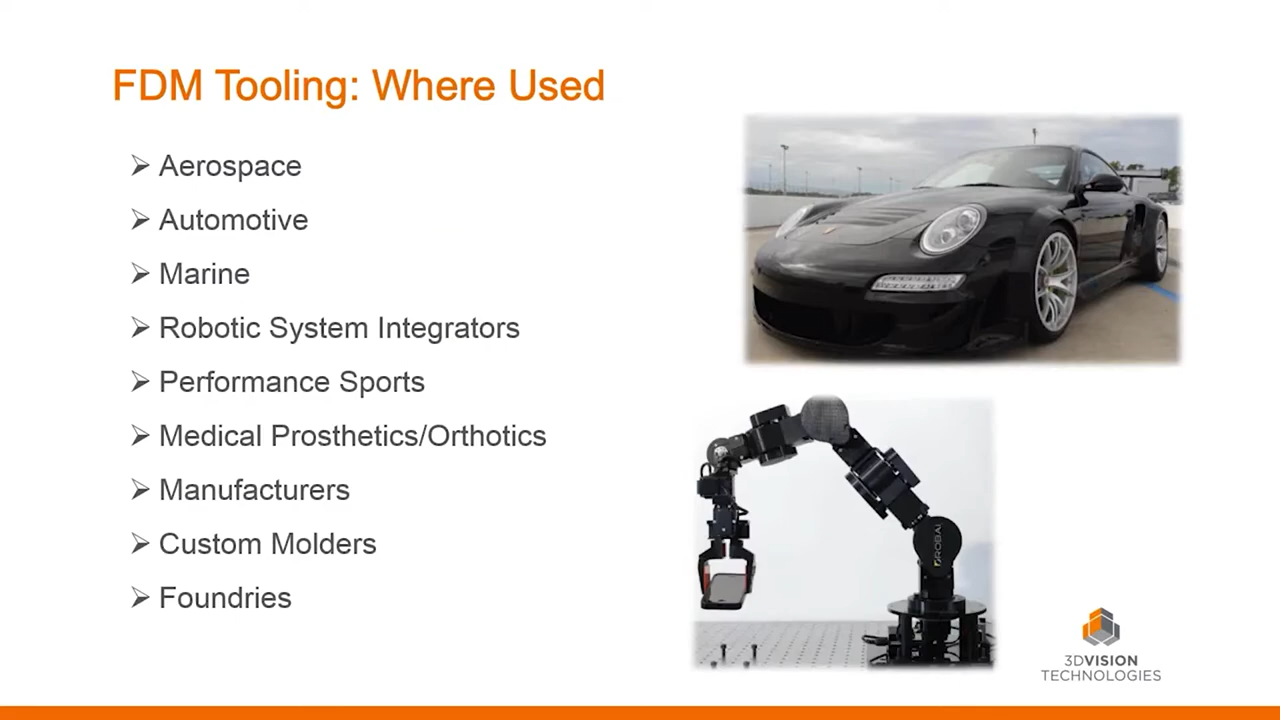 FDM Tooling: Where Used
Aerospace
Automotive
Marine
Robotic System Integrators
Performance Sports
Medical Prosthetics/Orthotics
Manufacturers
Custom Molders
Foundries
ROBAI
3DVISION
TECHNOLOGIES